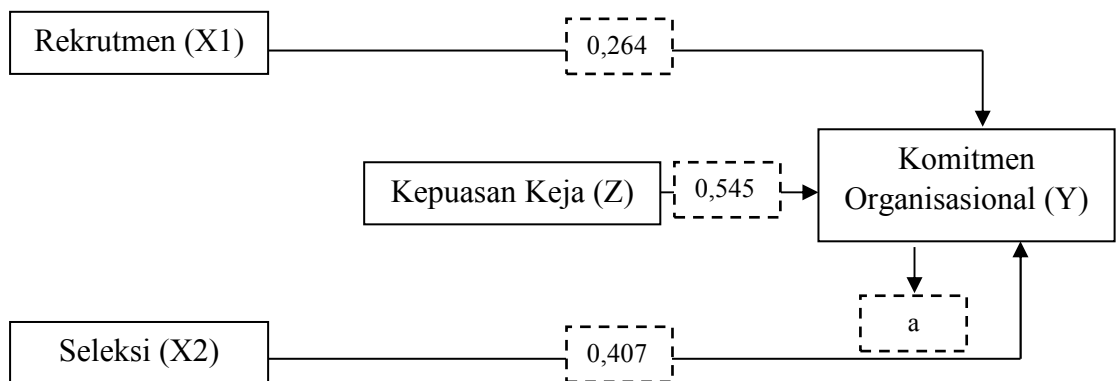 Rekrutmen (X1)
0,264
Kepuasan Keja (Z)
0,545
Komitmen
Organisasional (Y)
a
Seleksi (X2)
0,407